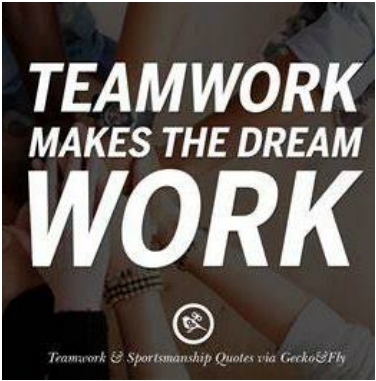 TEAMWORK
MAKES THE DREAM
WORK
Teamwork & Sportsmanship Quotes via Gecko&Fly